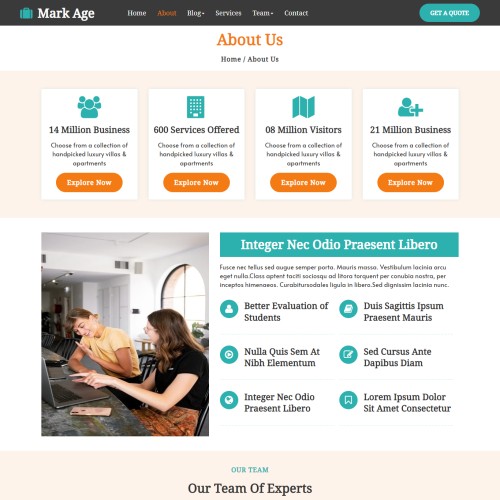 Mark Age
Home
About
Blog
Services
Team
Contact
GET A QUOTE
About Us
Home / About Us
14 Million Business
Choose from a collection of
handpicked luxury villas &
apartments
Explore Now
600 Services Offered
Choose from a collection of
handpicked luxury villas &
apartments
Explore Now
08 Million Visitors
Choose from a collection of
handpicked luxury villas &
apartments
Explore Now
21 Million Business
Choose from a collection of
handpicked luxury villas &
apartments
Explore Now
Integer Nec Odio Praesent Libero
Fusce nec tellus sed augue semper porta. Mauris massa. Vestibulum lacinia arcu
eget nulla.Class aptent taciti sociosqu ad litora torquent per conubia nostra, per
inceptos himenaeos. Curabitursodales ligula in libero.Sed dignissim lacinia nunc.
Better Evaluation of
Students
Duis Sagittis Ipsum
Praesent Mauris
Nulla Quis Sem At
Nibh Elementum
Sed Cursus Ante
Dapibus Diam
Integer Nec Odio
Praesent Libero
Lorem Ipsum Dolor
Sit Amet Consectetur
OUR TEAM
Our Team Of Experts